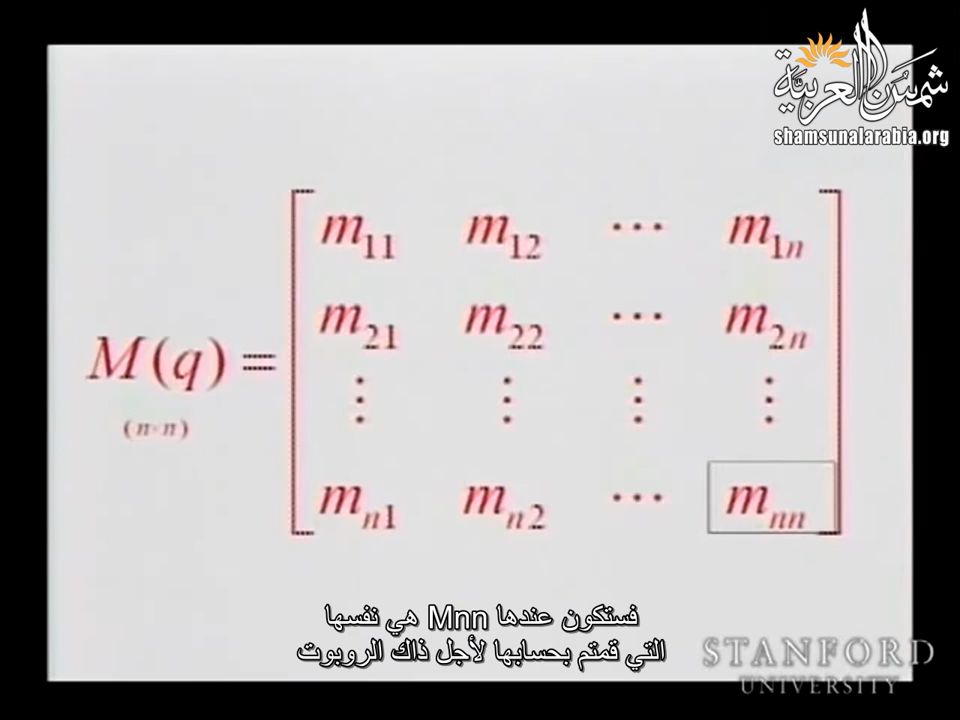 شمس العربية
shamsunalarabia.org
m11 m12 ··· m1n
m21 m22 ··· m2n
M(q) =
(n×n)
⋮ ⋮ ⋮ ⋮
mn1 mn2 ··· mnn
فستكون عندها Mnn هي نفسها
التي قمتم بحسابها لأجل ذاك الروبوت
STANFORD
UNIVERSITY